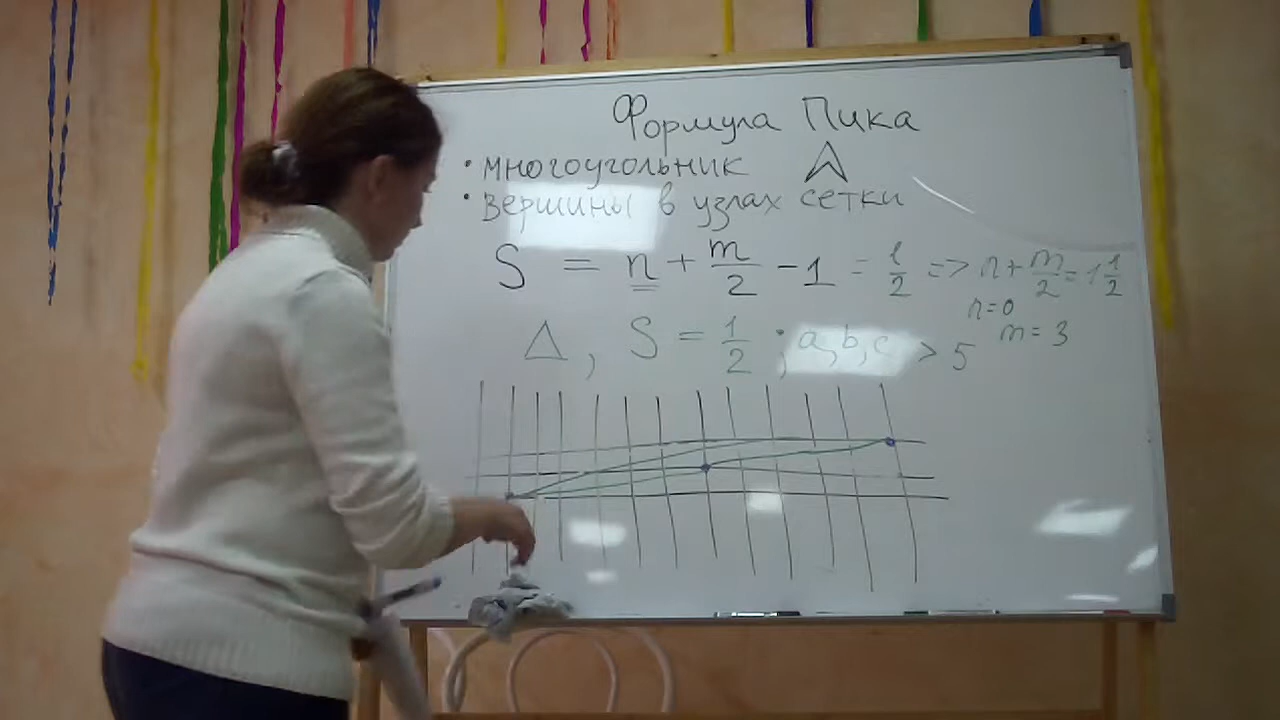 Формула Пика
• многоугольник
• вершины в узлах сетки
S = n + m/2 - 1 = 1/2 => n + m/2 = 1 1/2
n=0
m=3
Δ, S = 1/2; a,b,c > 5